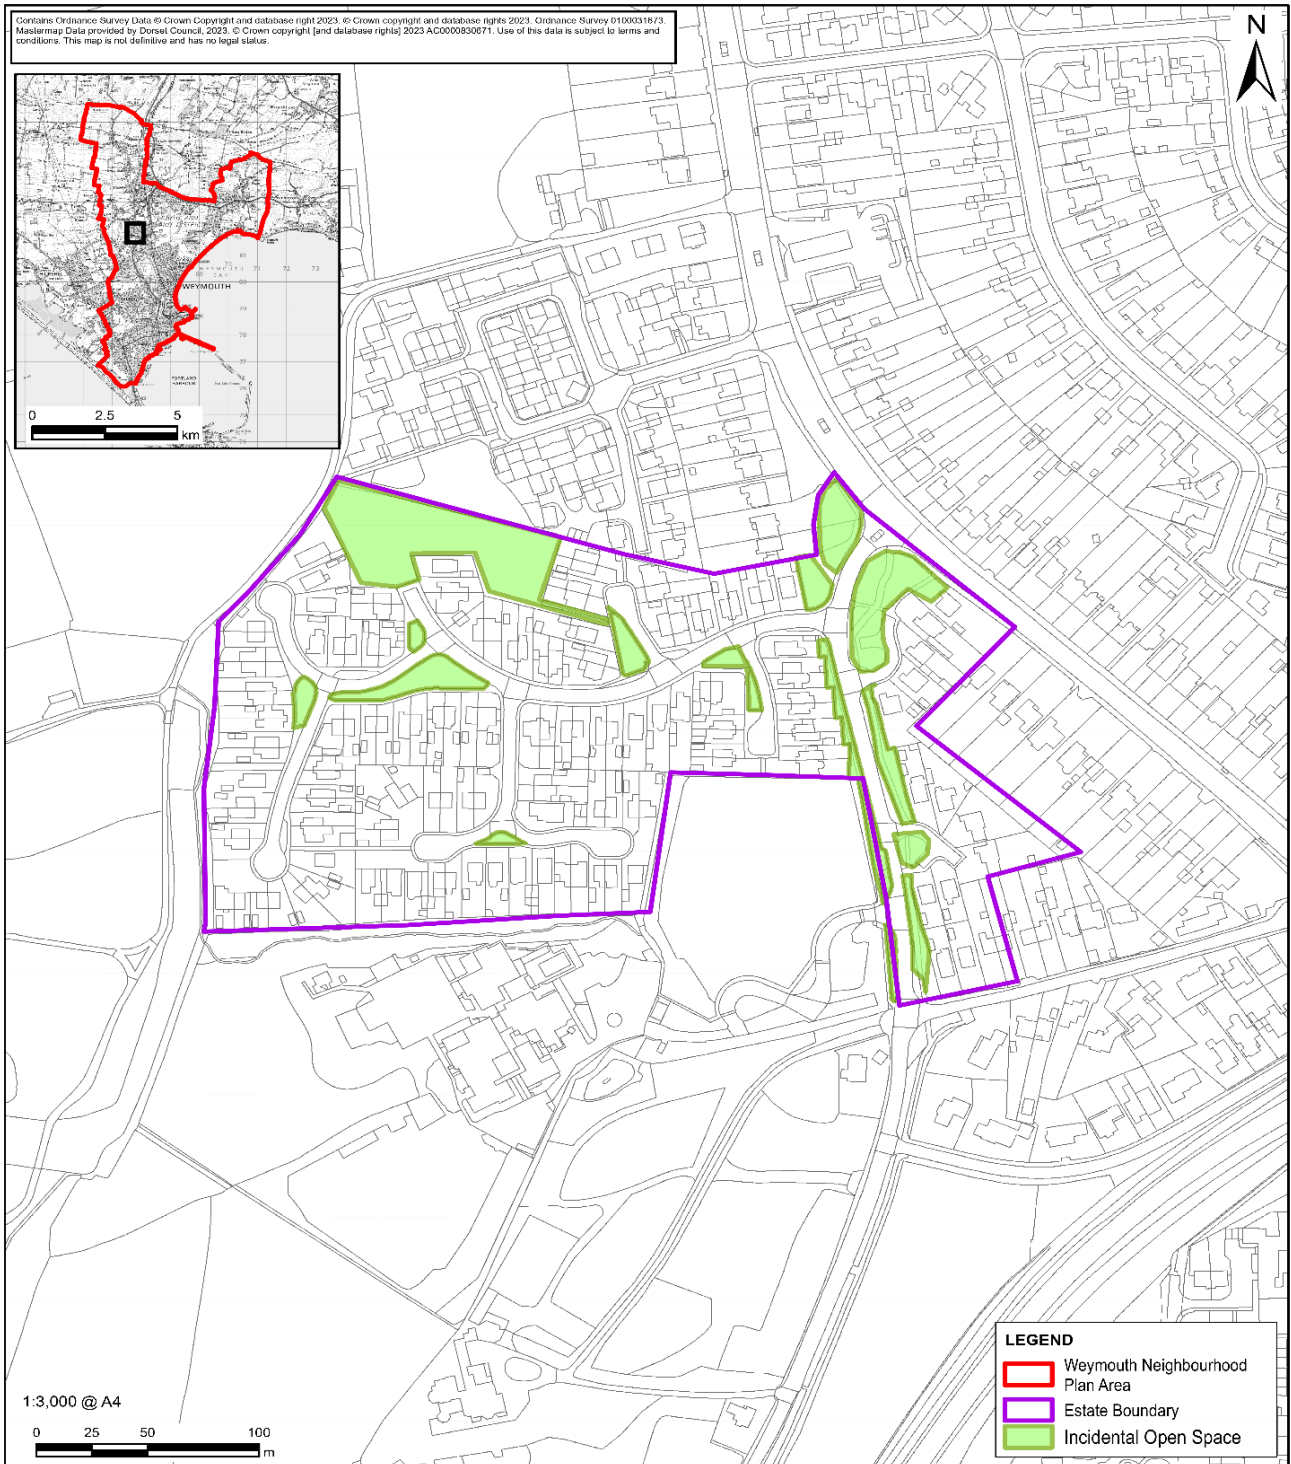 Contains Ordnance Survey Data © Crown Copyright and database right 2023. © Crown copyright and database rights 2023. Ordnance Survey 0100031673.
Mastermap Data provided by Dorset Council, 2023. © Crown copyright [and database rights] 2023 AC0000830671. Use of this data is subject to terms and
conditions. This map is not definitive and has no legal status.
N
WEYMOUTH
71
72
73
0 2.5 5
km
LEGEND
Weymouth Neighbourhood
Plan Area
Estate Boundary
Incidental Open Space
1:3,000 @ A4
0 25 50 100
m